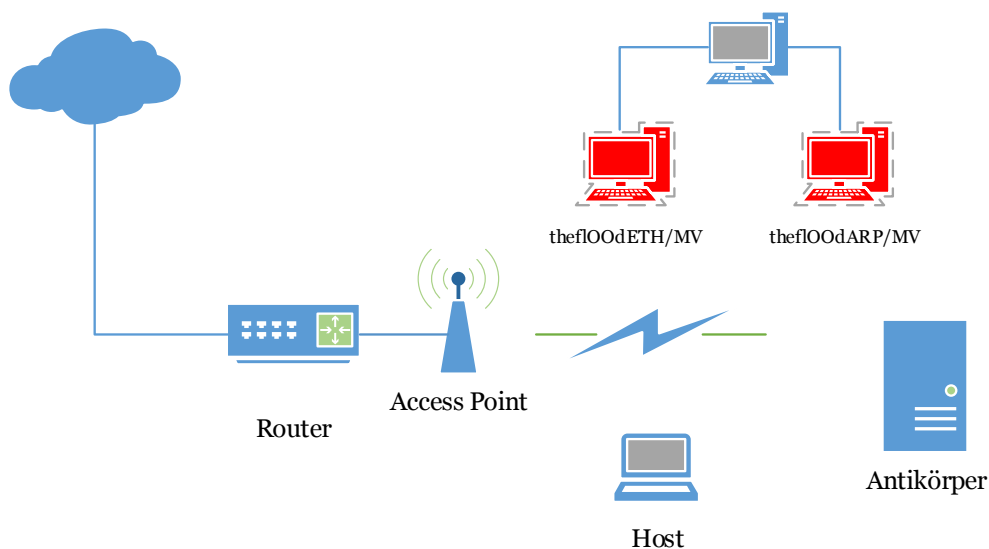 theflOOdETH/MV
theflOOdARP/MV
Access Point
Router
Antikörper
Host